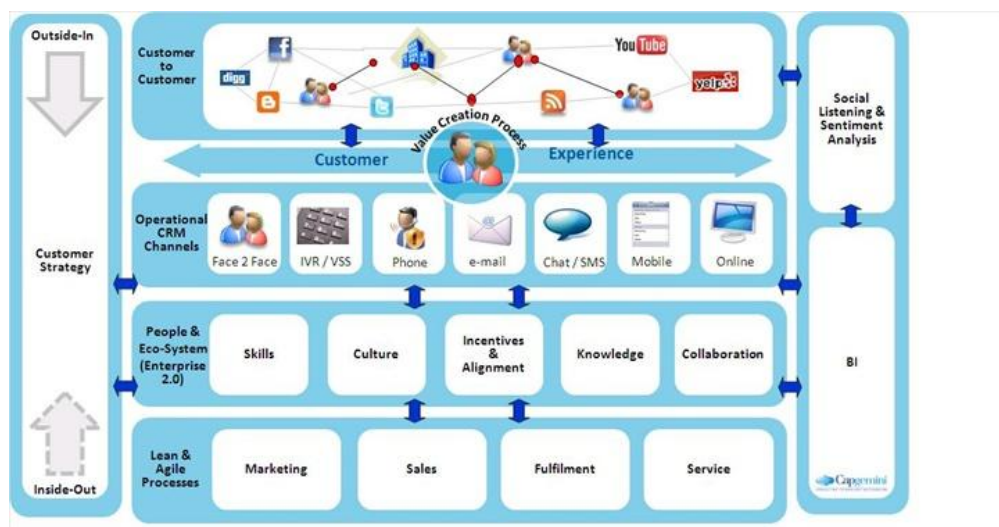 Outside-In
Customer
Strategy
Inside-Out
Customer
to
Customer
digg
You Tube
yelp
Value Creation Process
Customer
Experience
Operational
CRM
Channels
Face 2 Face
IVR / VSS
Phone
e-mail
Chat / SMS
Mobile
Online
People &
Eco-System
(Enterprise
2.0)
Skills
Culture
Incentives
&
Alignment
Knowledge
Collaboration
Lean &
Agile
Processes
Marketing
Sales
Fulfilment
Service
Social
Listening &
Sentiment
Analysis
BI
Capgemini